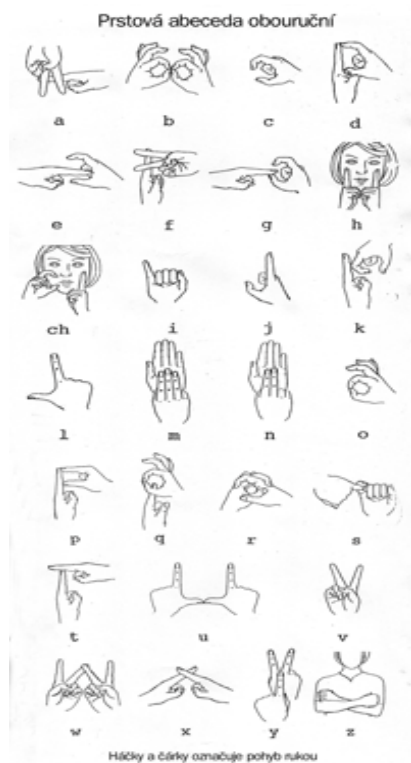 Prstová abeceda obouruční
a b c d
e f g h
ch i j k
l m n o
p q r s
t u v
w x y z
Háčky a čárky označuje pohyb rukou